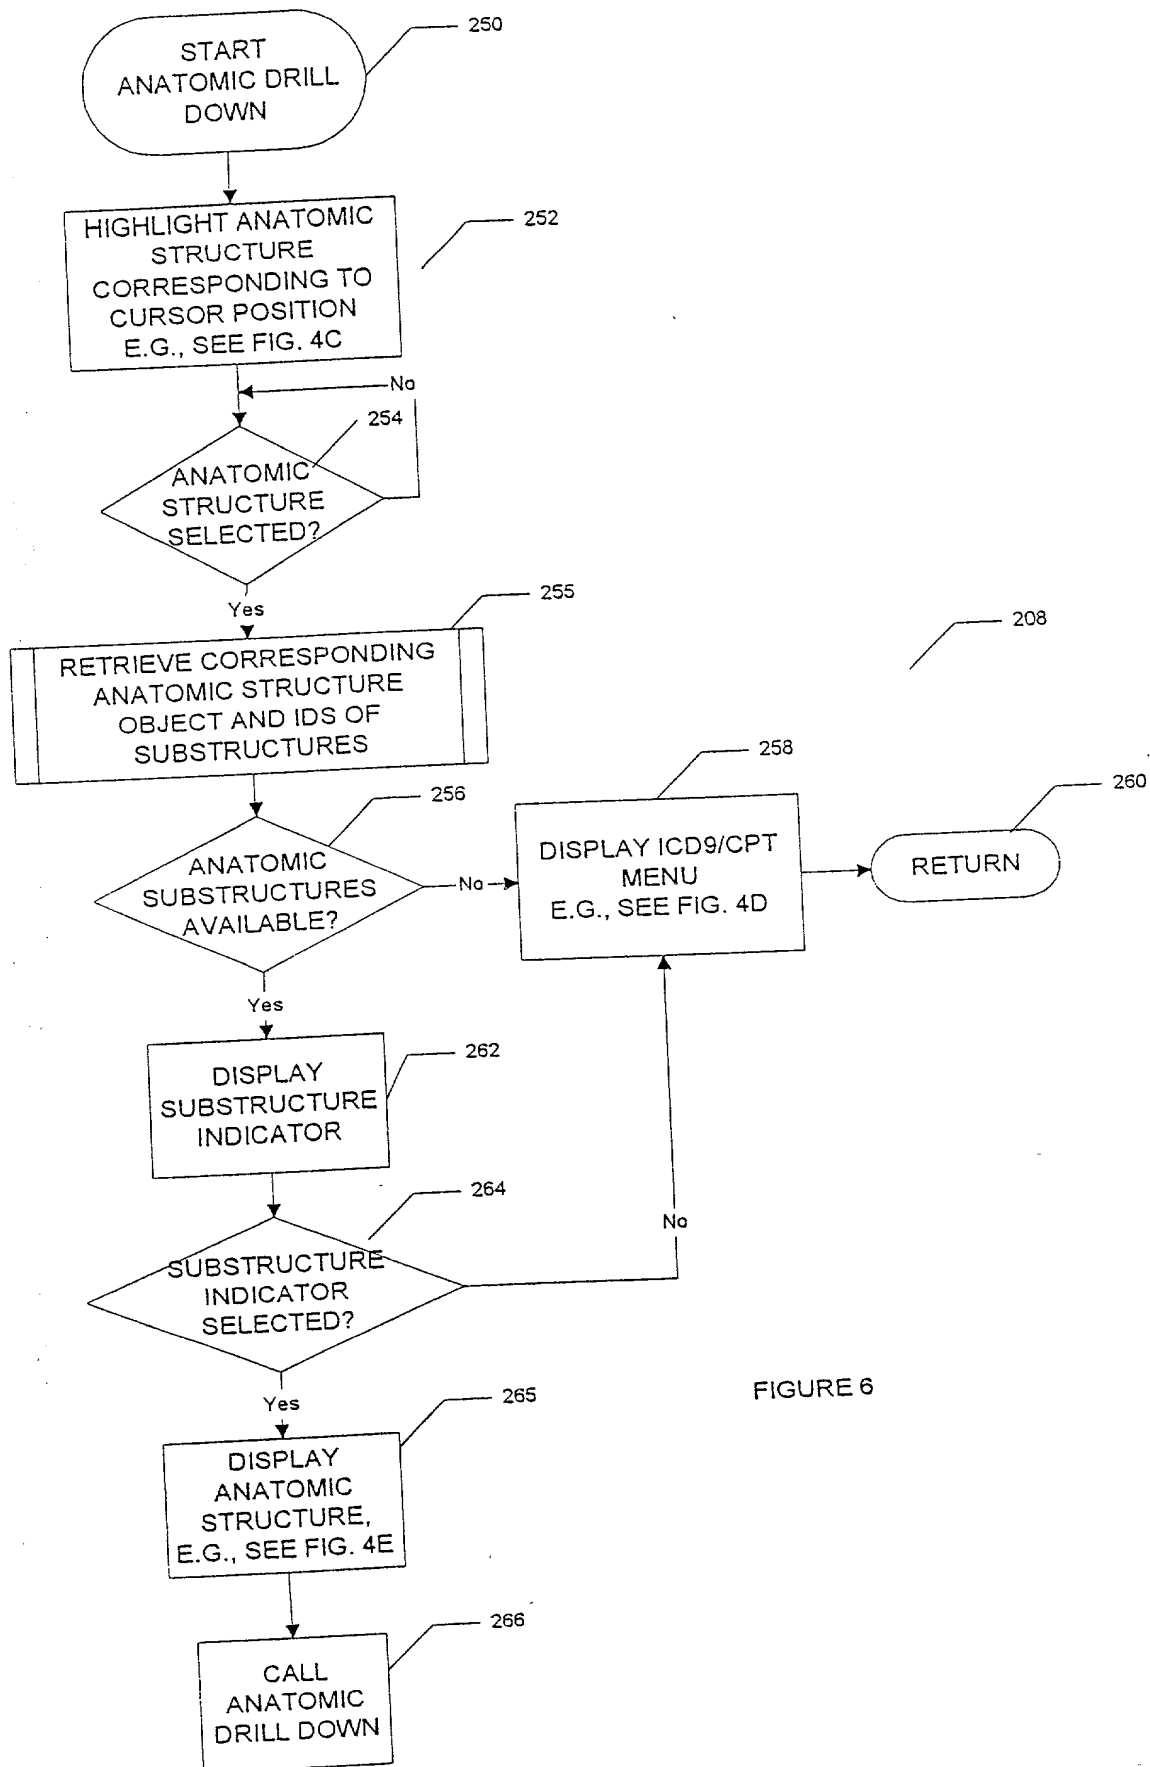 250
START
ANATOMIC DRILL
DOWN
252
HIGHLIGHT ANATOMIC
STRUCTURE
CORRESPONDING TO
CURSOR POSITION
E.G., SEE FIG. 4C
No
254
ANATOMIC
STRUCTURE
SELECTED?
Yes
255
208
RETRIEVE CORRESPONDING
ANATOMIC STRUCTURE
OBJECT AND IDS OF
SUBSTRUCTURES
258
256
260
ANATOMIC
SUBSTRUCTURES
AVAILABLE?
No
DISPLAY ICD9/CPT
MENU
E.G., SEE FIG. 4D
RETURN
Yes
262
DISPLAY
SUBSTRUCTURE
INDICATOR
264
No
SUBSTRUCTURE
INDICATOR
SELECTED?
Yes
FIGURE 6
265
DISPLAY
ANATOMIC
STRUCTURE,
E.G., SEE FIG. 4E
266
CALL
ANATOMIC
DRILL DOWN